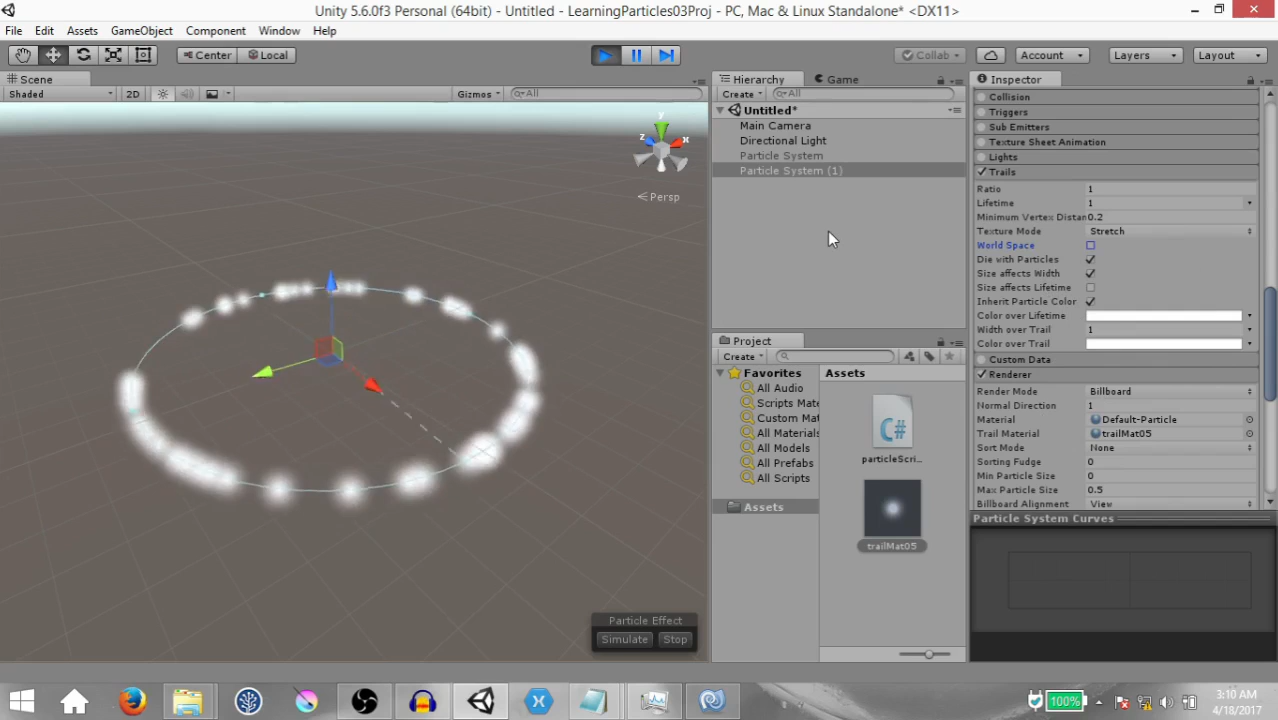 Unity 5.6.0f3 Personal (64bit) - Untitled - LearningParticles03Proj - PC, Mac & Linux Standalone* <DX11>
File Edit Assets GameObject Component Window Help
Center Local Collab Account Layers Layout
Scene
Shaded 2D Gizmos All
y
z x
Persp
Particle Effect
Simulate Stop
Hierarchy Game
Create All
Untitled*
Main Camera
Directional Light
Particle System
Particle System (1)
Project
Create
Favorites
All Audio
Scripts Mate
Custom Mat
All Materials
All Models
All Prefabs
All Scripts
Assets
Assets
C#
particleScri...
trailMat05
Inspector
Collision
Triggers
Sub Emitters
Texture Sheet Animation
Lights
Trails
Ratio 1
Lifetime 1
Minimum Vertex Distan 0.2
Texture Mode Stretch
World Space
Die with Particles
Size affects Width
Size affects Lifetime
Inherit Particle Color
Color over Lifetime
Width over Trail 1
Color over Trail
Custom Data
Renderer
Render Mode Billboard
Normal Direction 1
Material Default-Particle
Trail Material trailMat05
Sort Mode None
Sorting Fudge 0
Min Particle Size 0
Max Particle Size 0.5
Billboard Alignment View
Particle System Curves
100%
3:10 AM
4/18/2017